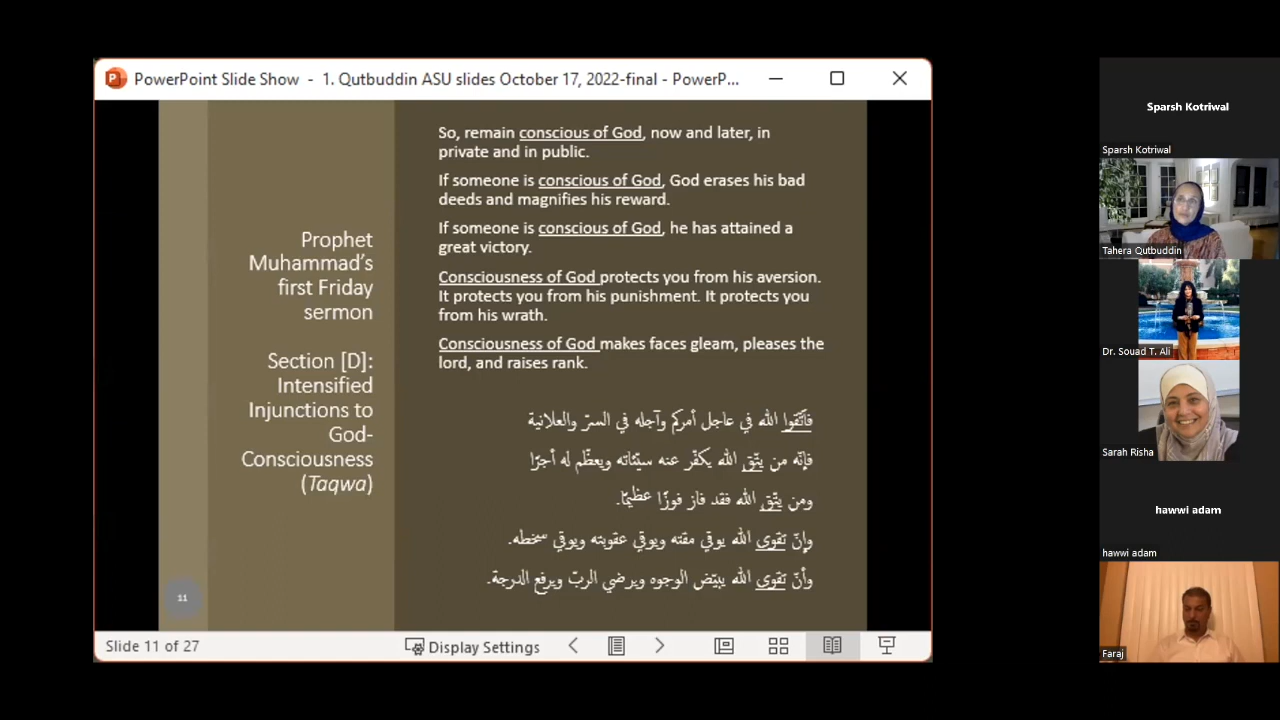 PowerPoint Slide Show - 1. Qutbuddin ASU slides October 17, 2022-final - PowerP...
Prophet
Muhammad's
first Friday
sermon
Section [D]:
Intensified
Injunctions to
God-
Consciousness
(Taqwa)
11
So, remain conscious of God, now and later, in
private and in public.
If someone is conscious of God, God erases his bad
deeds and magnifies his reward.
If someone is conscious of God, he has attained a
great victory.
Consciousness of God protects you from his aversion.
It protects you from his punishment. It protects you
from his wrath.
Consciousness of God makes faces gleam, pleases the
lord, and raises rank.
فاتّقوا الله في عاجل أمركم وآجله في السرّ والعلانية
فإنّه من يتّق الله يكفّر عنه سيّئاته ويعظّم له أجرًا
ومن يتّق الله فقد فاز فوزًا عظيمًا.
وإنّ تقوى الله يوقي مقته ويوقي عقوبته ويوقي سخطه.
وأنّ تقوى الله يبيّض الوجوه ويرضي الربّ ويرفع الدرجة.
Slide 11 of 27
Display Settings
Sparsh Kotriwal
Sparsh Kotriwal
Tahera Qutbuddin
Dr. Souad T. Ali
Sarah Risha
hawwi adam
hawwi adam
Faraj